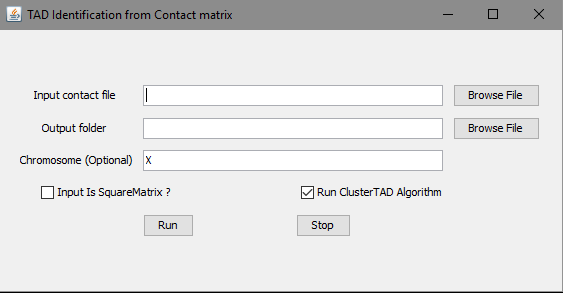 TAD Identification from Contact matrix
Input contact file Browse File
Output folder Browse File
Chromosome (Optional) X
Input Is SquareMatrix ? Run ClusterTAD Algorithm
Run Stop